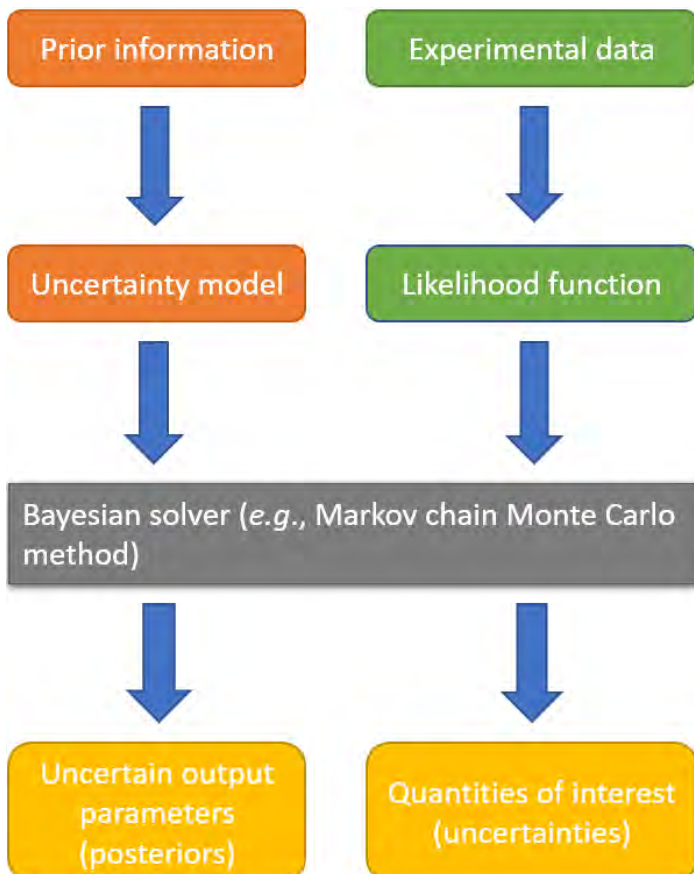 Prior information
Experimental data
Uncertainty model
Likelihood function
Bayesian solver (e.g., Markov chain Monte Carlo
method)
Uncertain output
parameters
(posteriors)
Quantities of interest
(uncertainties)